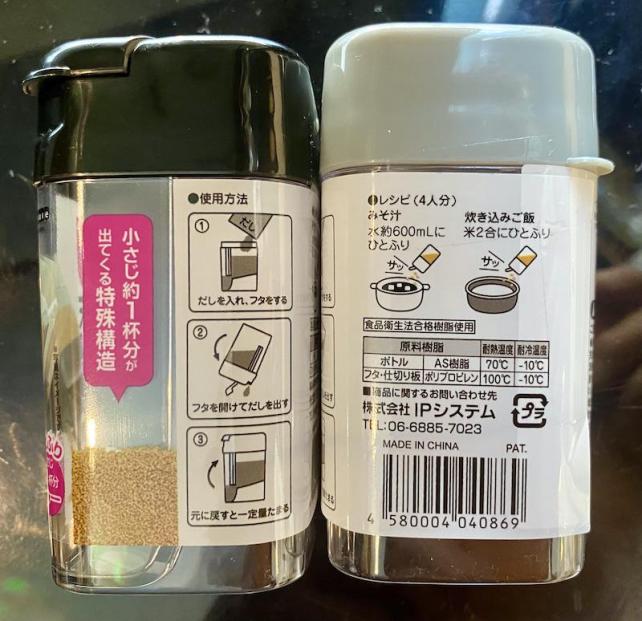 小さじ約1杯分が
出てくる特殊構造
●使用方法
①
だし
だしを入れ、フタをする
②
フタを開けてだしを出す
③
元に戻すと一定量たまる
杯分
●レシピ(4人分)
みそ汁
水約600mLに
ひとふり
炊き込みご飯
米2合にひとふり
サッ
サッ
食品衛生法合格樹脂使用
原料樹脂 耐熱温度 耐冷温度
ボトル AS樹脂 70℃ -10℃
フタ・仕切り板 ポリプロピレン 100℃ -10℃
■商品に関するお問い合わせ先
株式会社 IPシステム
TEL:06-6885-7023
プラ
MADE IN CHINA PAT.
4 580004 040869